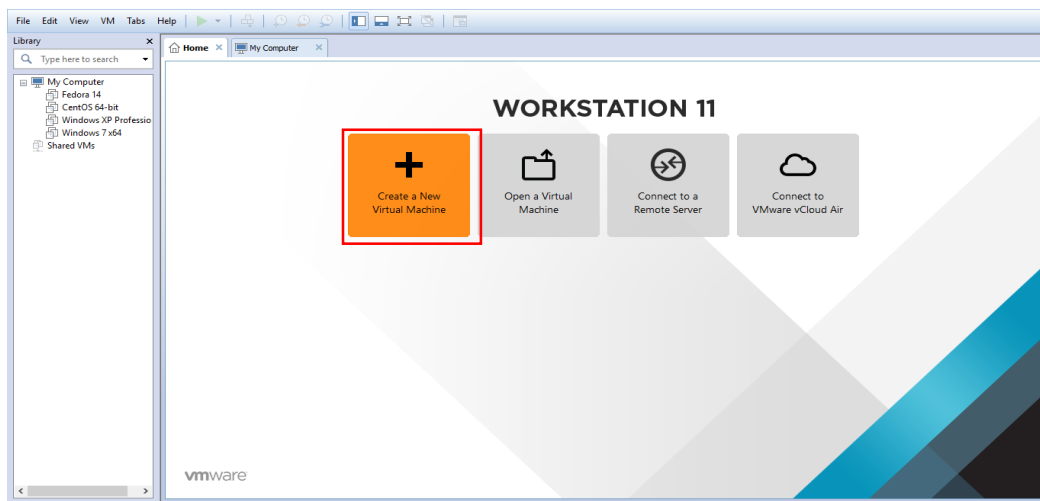 File Edit View VM Tabs Help
Library
Type here to search
My Computer
Fedora 14
CentOS 64-bit
Windows XP Professio
Windows 7 x64
Shared VMs
Home
My Computer
WORKSTATION 11
Create a New
Virtual Machine
Open a Virtual
Machine
Connect to a
Remote Server
Connect to
VMware vCloud Air
vmware